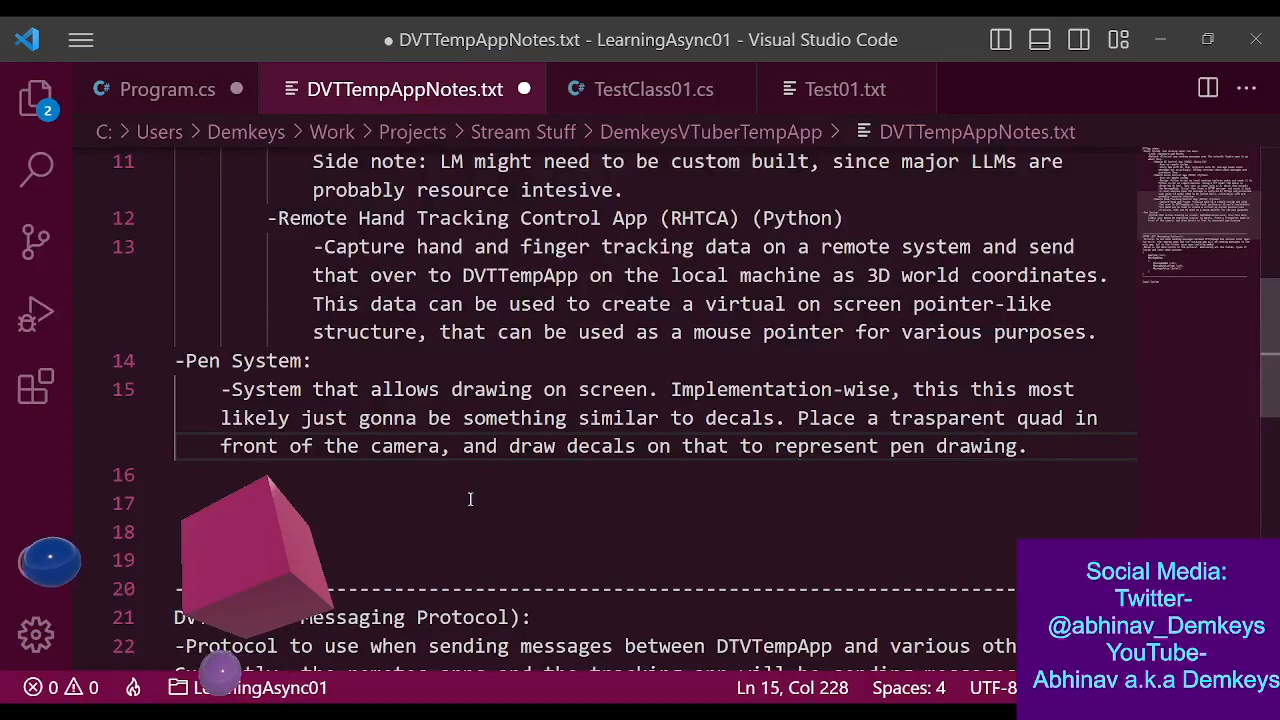 ● DVTTempAppNotes.txt - LearningAsync01 - Visual Studio Code
Program.cs
DVTTempAppNotes.txt
TestClass01.cs
Test01.txt
2
C: > Users > Demkeys > Work > Projects > Stream Stuff > DemkeysVTuberTempApp > DVTTempAppNotes.txt
11 Side note: LM might need to be custom built, since major LLMs are
probably resource intesive.
12 -Remote Hand Tracking Control App (RHTCA) (Python)
13 -Capture hand and finger tracking data on a remote system and send
that over to DVTTempApp on the local machine as 3D world coordinates.
This data can be used to create a virtual on screen pointer-like
structure, that can be used as a mouse pointer for various purposes.
14 -Pen System:
15 -System that allows drawing on screen. Implementation-wise, this this most
likely just gonna be something similar to decals. Place a trasparent quad in
front of the camera, and draw decals on that to represent pen drawing.
16
17
18
19
20
21 Messaging Protocol):
22 -Protocol to use when sending messages between DTVTempApp and various
0 0 LearningAsync01 Ln 15, Col 228 Spaces: 4 UTF-8
Social Media:
Twitter-
@abhinav_Demkeys
YouTube-
Abhinav a.k.a Demkeys